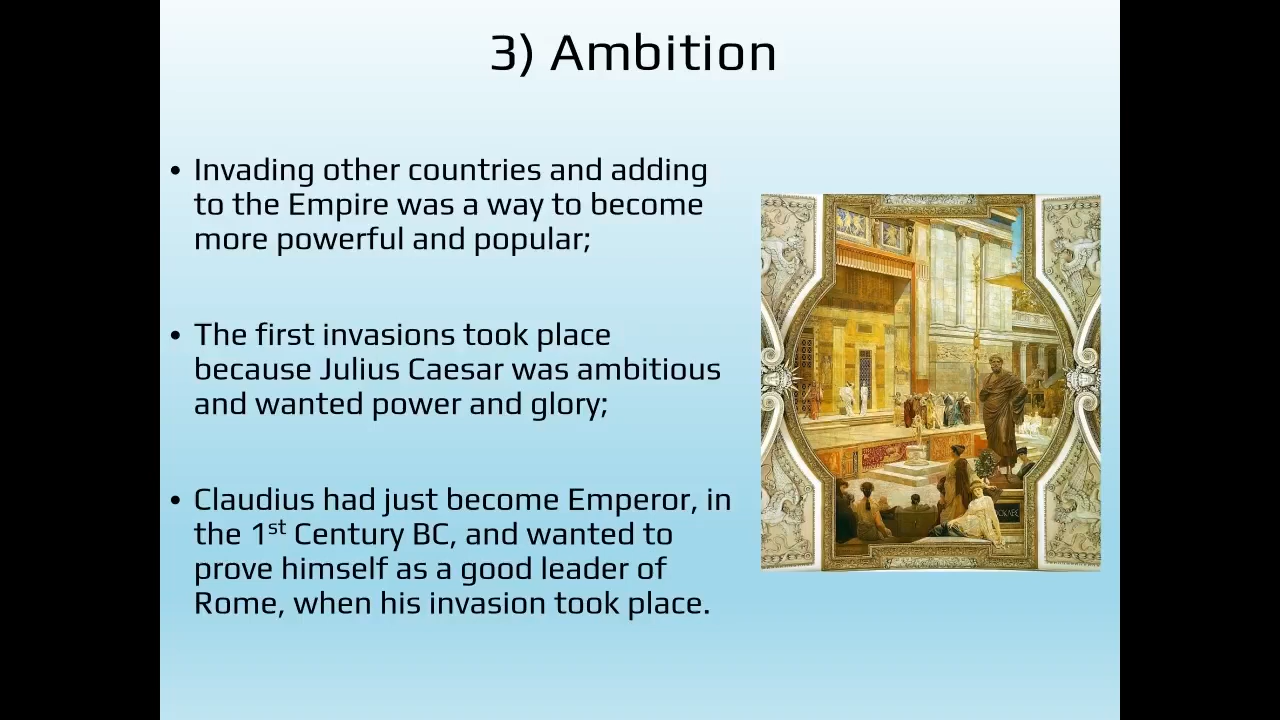 3) Ambition
• Invading other countries and adding
to the Empire was a way to become
more powerful and popular;
• The first invasions took place
because Julius Caesar was ambitious
and wanted power and glory;
• Claudius had just become Emperor, in
the 1st Century BC, and wanted to
prove himself as a good leader of
Rome, when his invasion took place.